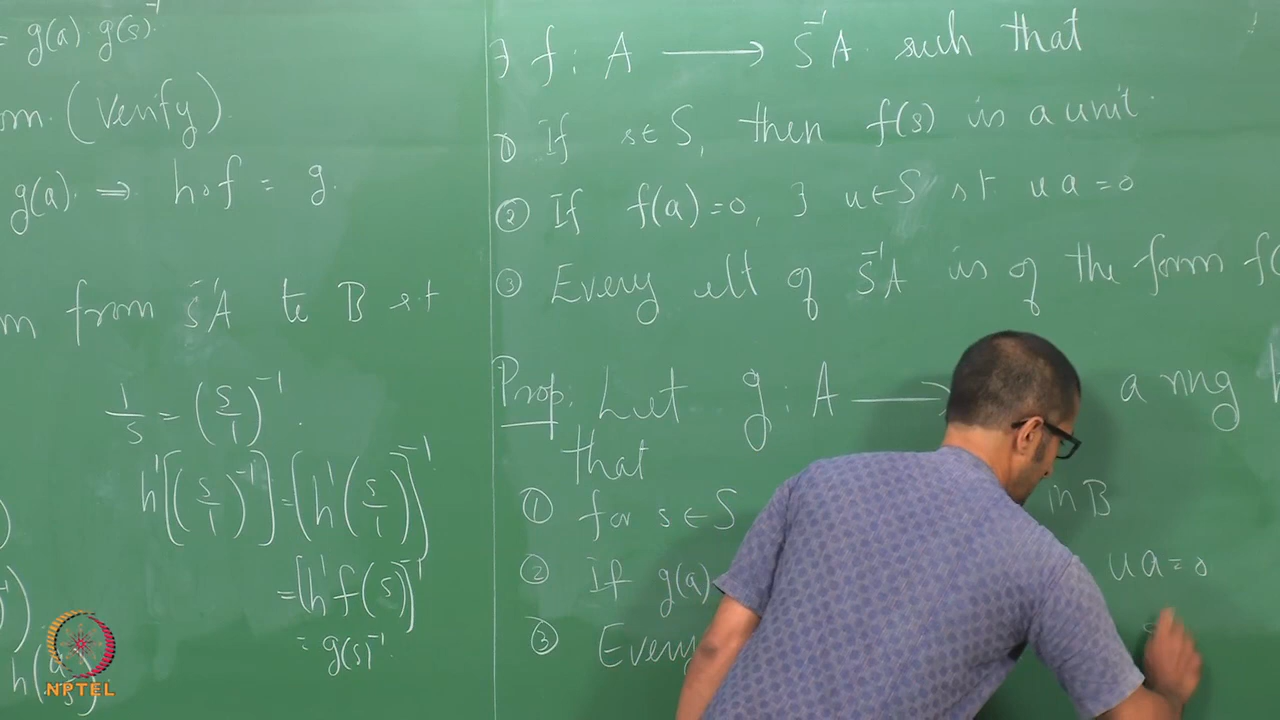 = g(a) g(s)⁻¹
om. (Verify)
g(a). ⇒ h∘f = g.
m from S⁻¹A to B s.t
1/s = (s/1)⁻¹.
h'[(s/1)⁻¹] = (h'(s/1))⁻¹
= [h' f(s)]⁻¹
= g(s)⁻¹.
h(a/s)
NPTEL
∃ f : A ⟶ S⁻¹A such that
① If s∈S, then f(s) is a unit.
② If f(a)=0, ∃ u∈S st ua=0
③ Every elt of S⁻¹A is of the form f(
Prop. Let g : A ⟶ a ring
that
① for s∈S in B
② If g(a) ua=0
③ Every